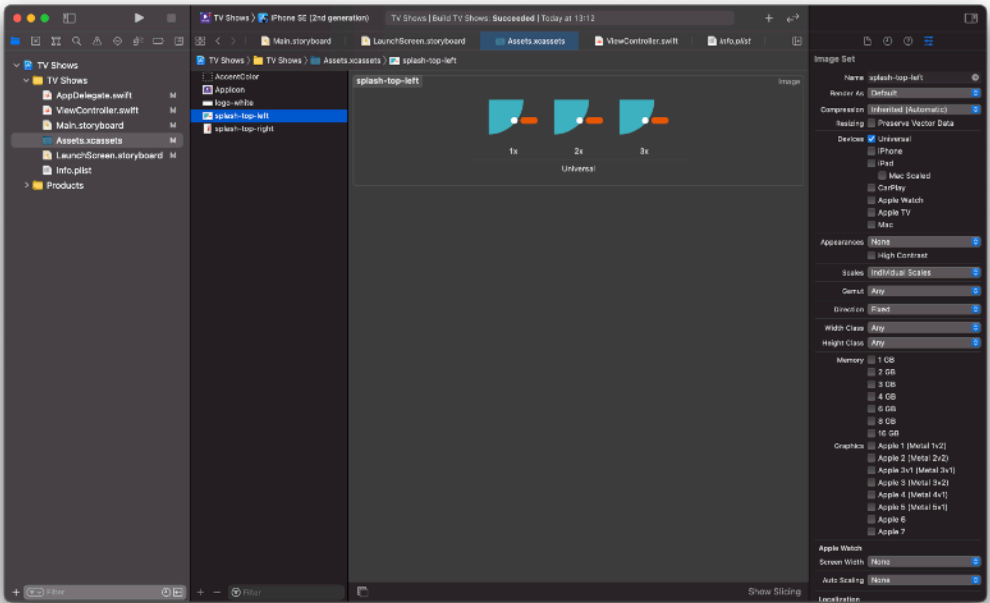 TV Shows 〉 iPhone SE (2nd generation)
TV Shows | Build TV Shows: Succeeded | Today at 13:12
Main.storyboard
LaunchScreen.storyboard
Assets.xcassets
ViewController.swift
Info.plist
TV Shows 〉 TV Shows 〉 Assets.xcassets 〉 splash-top-left
TV Shows
TV Shows
AppDelegate.swift M
ViewController.swift M
Main.storyboard M
Assets.xcassets M
LaunchScreen.storyboard M
Info.plist
Products
Filter
AccentColor
AppIcon
logo-white
splash-top-left
splash-top-right
Filter
splash-top-left
Image
1x 2x 3x
Universal
Show Slicing
Image Set
Name splash-top-left
Render As Default
Compression Inherited (Automatic)
Resizing Preserve Vector Data
Devices Universal
iPhone
iPad
Mac Scaled
CarPlay
Apple Watch
Apple TV
Mac
Appearances None
High Contrast
Scales Individual Scales
Gamut Any
Direction Fixed
Width Class Any
Height Class Any
Memory 1 GB
2 GB
3 GB
4 GB
6 GB
8 GB
16 GB
Graphics Apple 1 (Metal 1v2)
Apple 2 (Metal 2v2)
Apple 3v1 (Metal 3v1)
Apple 3 (Metal 3v2)
Apple 4 (Metal 4v1)
Apple 5 (Metal 5v1)
Apple 6
Apple 7
Apple Watch
Screen Width None
Auto Scaling None
Localization